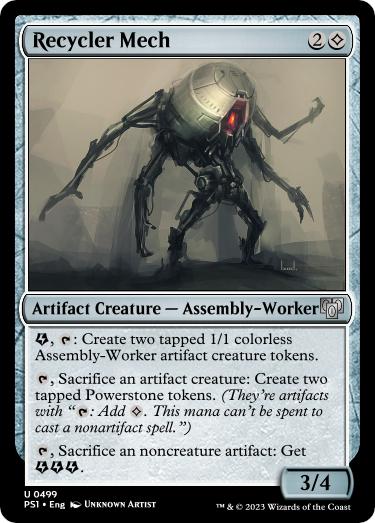 Recycler Mech 2
Artifact Creature — Assembly-Worker
, : Create two tapped 1/1 colorless
Assembly-Worker artifact creature tokens.
, Sacrifice an artifact creature: Create two
tapped Powerstone tokens. (They're artifacts
with “: Add . This mana can't be spent to
cast a nonartifact spell.”)
, Sacrifice an noncreature artifact: Get
.
3/4
U 0499
PS1 • Eng Unknown Artist
™ & © 2023 Wizards of the Coast